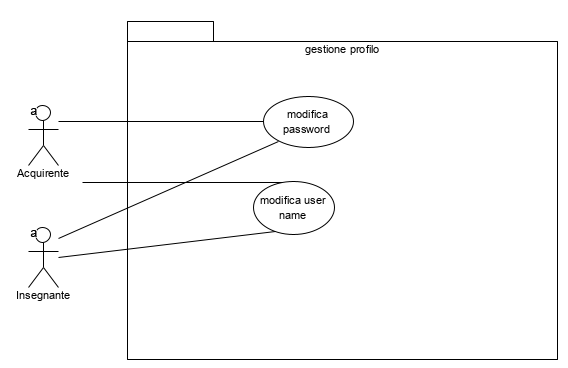 gestione profilo
a
modifica
password
Acquirente
modifica user
name
a
Insegnante